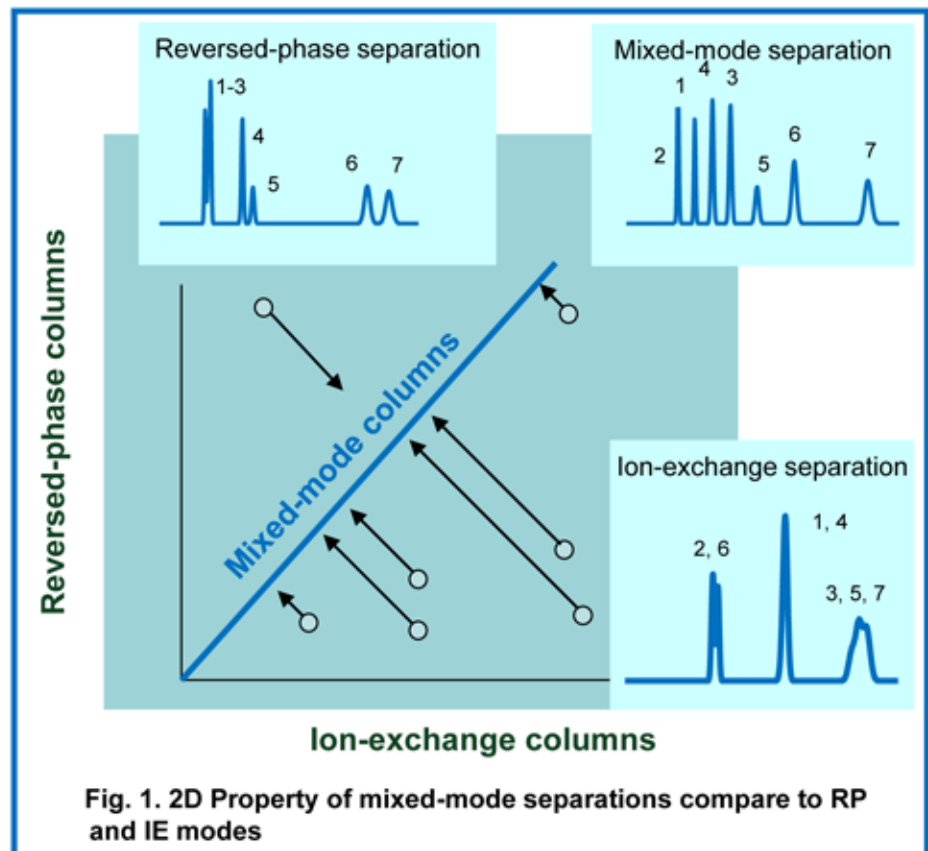 Reversed-phase separation
1-3
4
5
6
7
Mixed-mode separation
4
1
3
2
5
6
7
Reversed-phase columns
Mixed-mode columns
Ion-exchange separation
1, 4
2, 6
3, 5, 7
Ion-exchange columns
Fig. 1. 2D Property of mixed-mode separations compare to RP
and IE modes